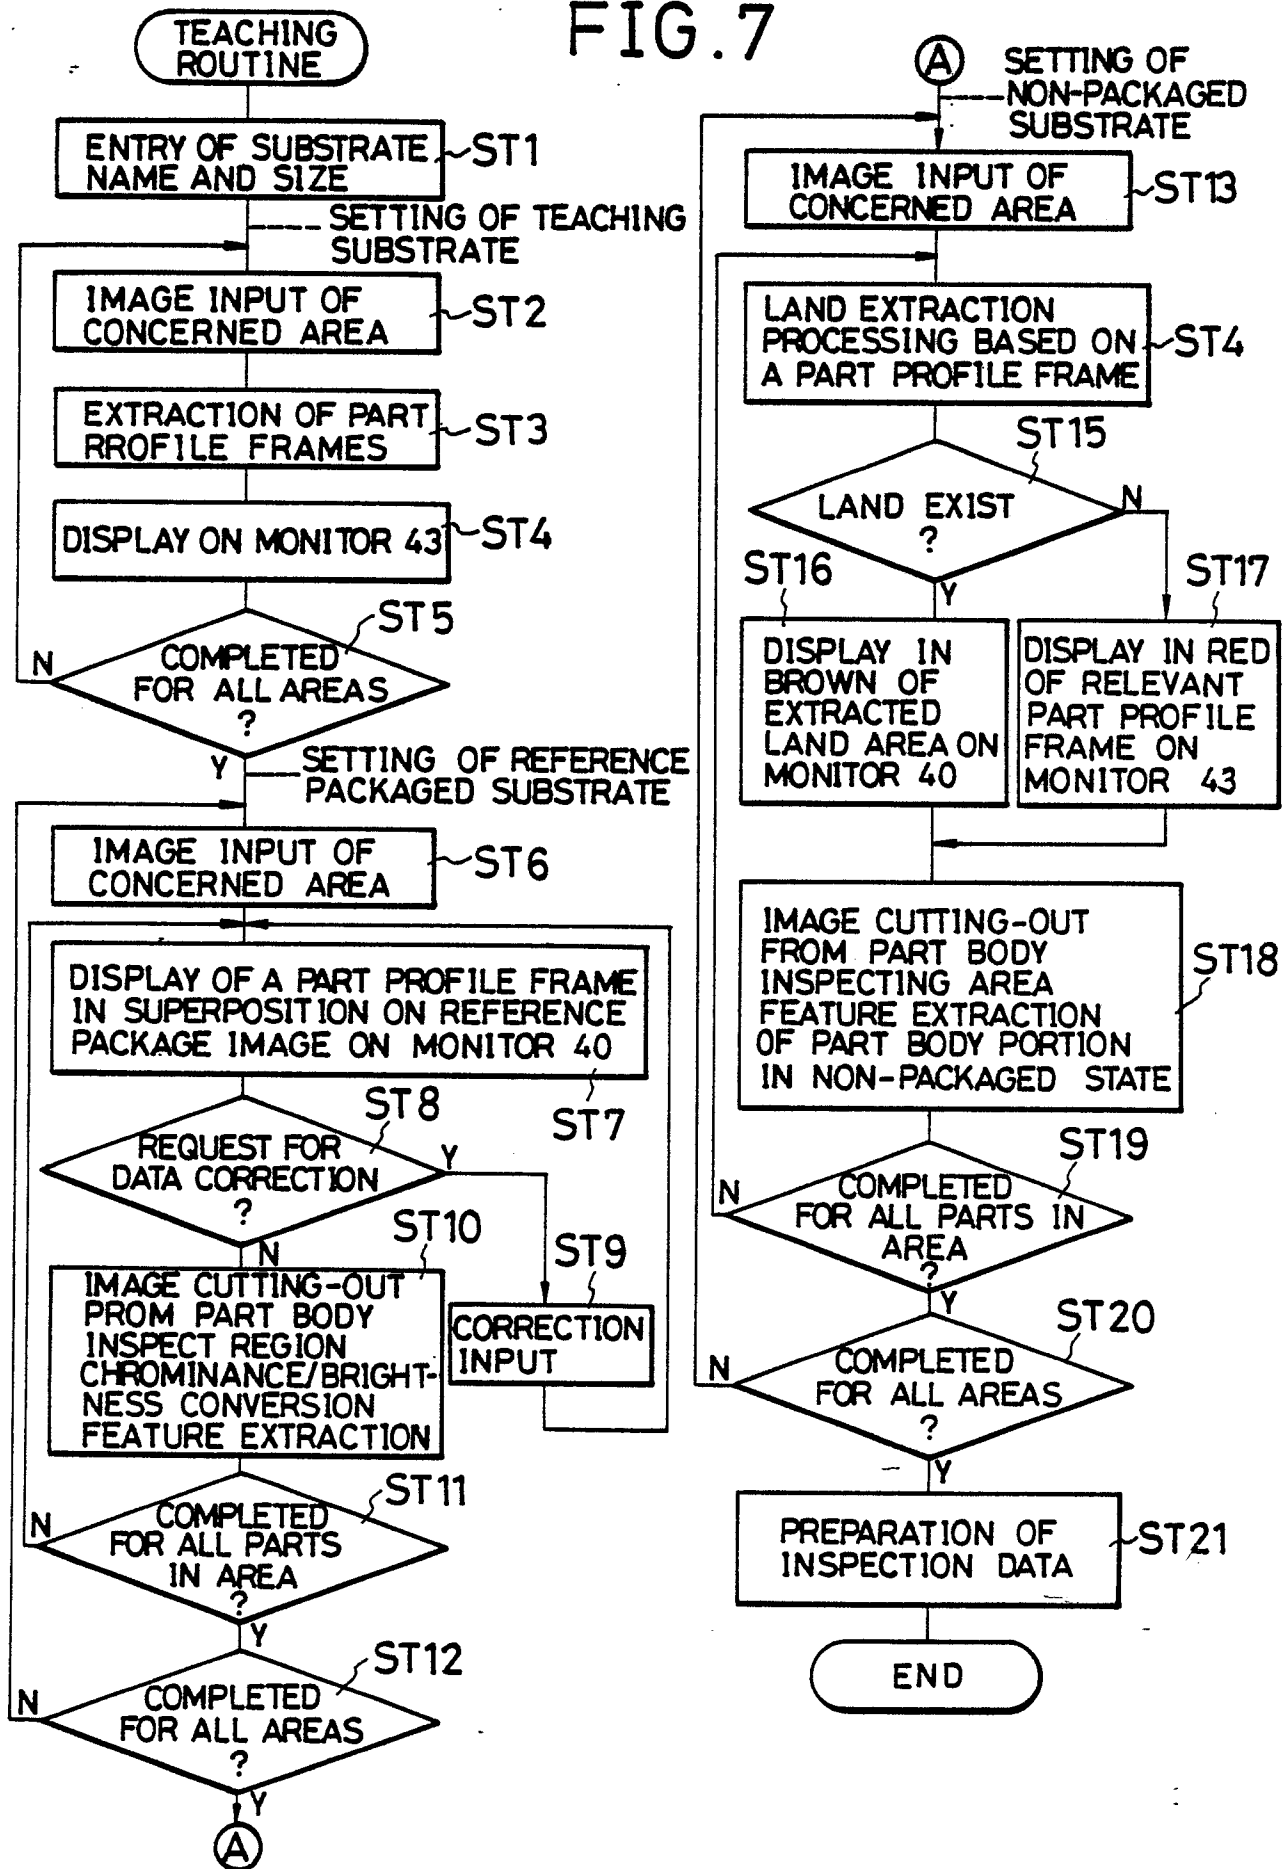 FIG.7
TEACHING
ROUTINE
ENTRY OF SUBSTRATE
NAME AND SIZE
ST1
SETTING OF TEACHING
SUBSTRATE
IMAGE INPUT OF
CONCERNED AREA
ST2
EXTRACTION OF PART
RROFILE FRAMES
ST3
DISPLAY ON MONITOR 43
ST4
ST5
COMPLETED
FOR ALL AREAS
?
N
Y
SETTING OF REFERENCE
PACKAGED SUBSTRATE
IMAGE INPUT OF
CONCERNED AREA
ST6
DISPLAY OF A PART PROFILE FRAME
IN SUPERPOSITION ON REFERENCE
PACKAGE IMAGE ON MONITOR 40
ST7
ST8
REQUEST FOR
DATA CORRECTION
?
Y
N
ST10
IMAGE CUTTING-OUT
PROM PART BODY
INSPECT REGION
CHROMINANCE/BRIGHT-
NESS CONVERSION
FEATURE EXTRACTION
ST9
CORRECTION
INPUT
ST11
COMPLETED
FOR ALL PARTS
IN AREA
?
N
Y
ST12
COMPLETED
FOR ALL AREAS
?
N
Y
A
A
SETTING OF
NON-PACKAGED
SUBSTRATE
IMAGE INPUT OF
CONCERNED AREA
ST13
LAND EXTRACTION
PROCESSING BASED ON
A PART PROFILE FRAME
ST4
ST15
LAND EXIST
?
N
Y
ST16
DISPLAY IN
BROWN OF
EXTRACTED
LAND AREA ON
MONITOR 40
ST17
DISPLAY IN RED
OF RELEVANT
PART PROFILE
FRAME ON
MONITOR 43
IMAGE CUTTING-OUT
FROM PART BODY
INSPECTING AREA
FEATURE EXTRACTION
OF PART BODY PORTION
IN NON-PACKAGED STATE
ST18
ST19
COMPLETED
FOR ALL PARTS IN
AREA
?
N
Y
ST20
COMPLETED
FOR ALL AREAS
?
N
Y
PREPARATION OF
INSPECTION DATA
ST21
END